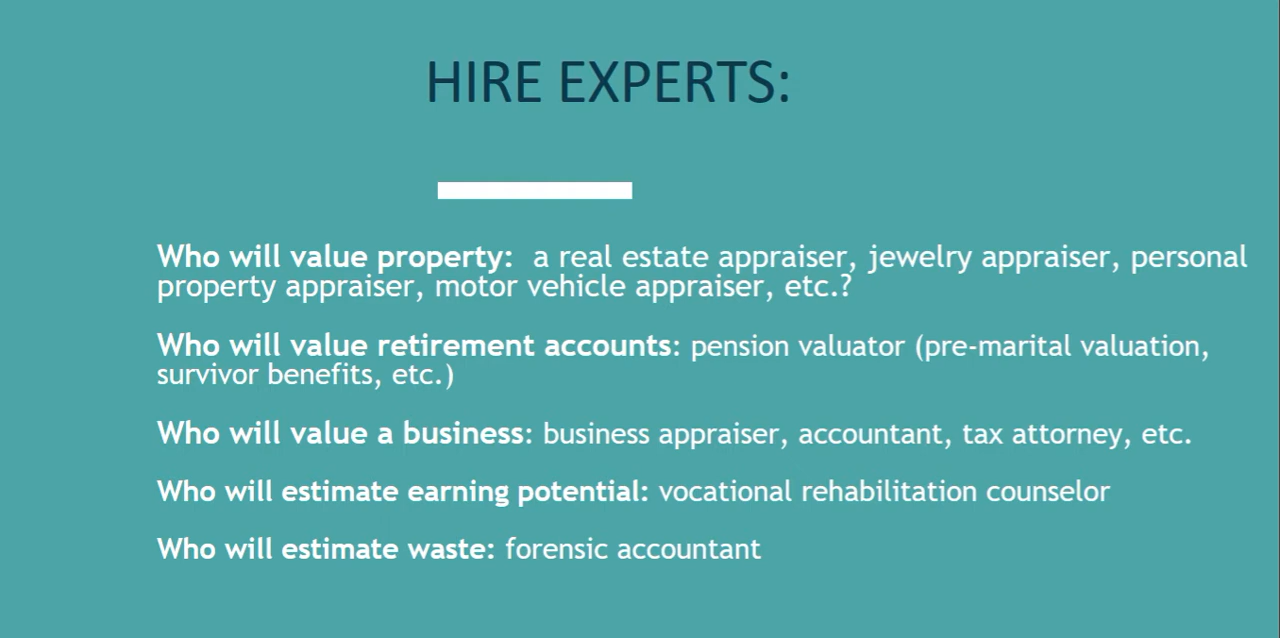 HIRE EXPERTS:
Who will value property:  a real estate appraiser, jewelry appraiser, personal
property appraiser, motor vehicle appraiser, etc.?
Who will value retirement accounts: pension valuator (pre-marital valuation,
survivor benefits, etc.)
Who will value a business: business appraiser, accountant, tax attorney, etc.
Who will estimate earning potential: vocational rehabilitation counselor
Who will estimate waste: forensic accountant